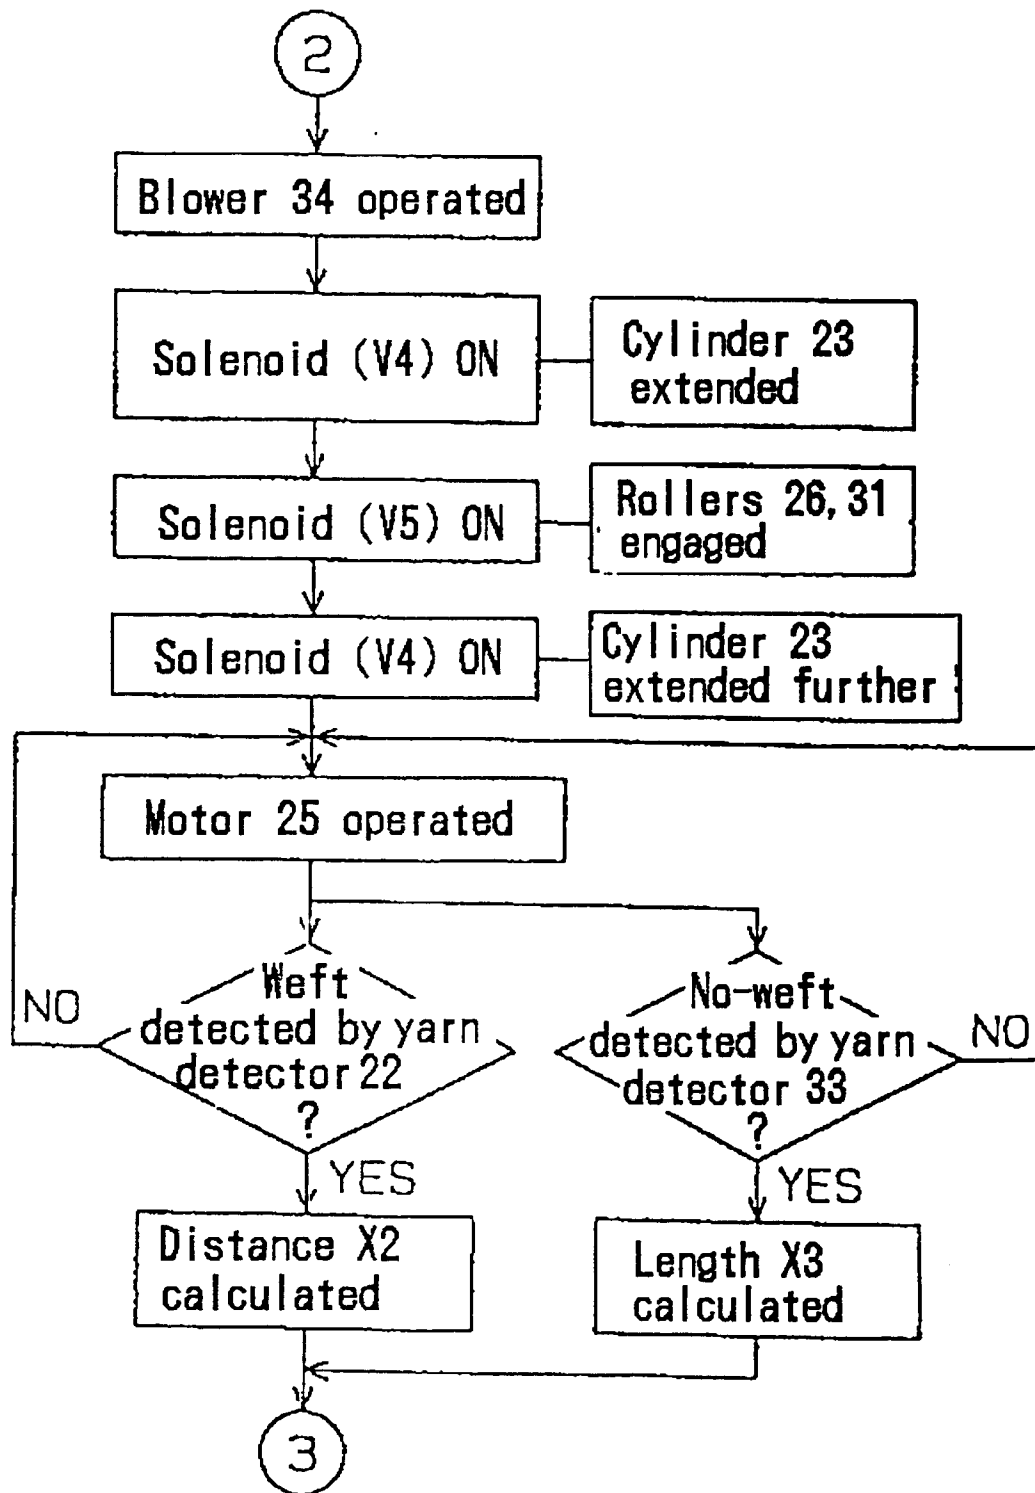 2
Blower 34 operated
Solenoid (V4) ON
Cylinder 23
extended
Solenoid (V5) ON
Rollers 26, 31
engaged
Solenoid (V4) ON
Cylinder 23
extended further
Motor 25 operated
Weft
detected by yarn
detector 22
?
NO
YES
No-weft
detected by yarn
detector 33
?
NO
YES
Distance X2
calculated
Length X3
calculated
3